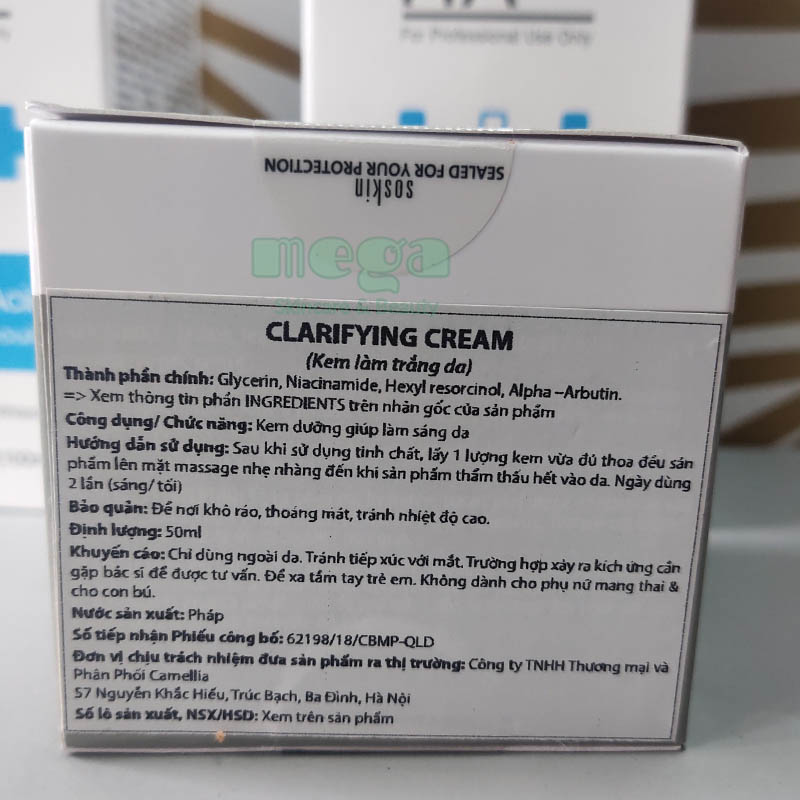 For Professional Use Only
SEALED FOR YOUR PROTECTION
soskin
mega
Skincare & Beauty
CLARIFYING CREAM
(Kem làm trắng da)
Thành phần chính: Glycerin, Niacinamide, Hexyl resorcinol, Alpha –Arbutin.
=> Xem thông tin phần INGREDIENTS trên nhãn gốc của sản phẩm
Công dụng/ Chức năng: Kem dưỡng giúp làm sáng da
Hướng dẫn sử dụng: Sau khi sử dụng tinh chất, lấy 1 lượng kem vừa đủ thoa đều sản
phẩm lên mặt massage nhẹ nhàng đến khi sản phẩm thẩm thấu hết vào da. Ngày dùng
2 lần (sáng/ tối)
Bảo quản: Để nơi khô ráo, thoáng mát, tránh nhiệt độ cao.
Định lượng: 50ml
Khuyến cáo: Chỉ dùng ngoài da. Tránh tiếp xúc với mắt. Trường hợp xảy ra kích ứng cần
gặp bác sĩ để được tư vấn. Để xa tầm tay trẻ em. Không dành cho phụ nữ mang thai &
cho con bú.
Nước sản xuất: Pháp
Số tiếp nhận Phiếu công bố: 62198/18/CBMP-QLD
Đơn vị chịu trách nhiệm đưa sản phẩm ra thị trường: Công ty TNHH Thương mại và
Phân Phối Camellia
57 Nguyễn Khắc Hiếu, Trúc Bạch, Ba Đình, Hà Nội
Số lô sản xuất, NSX/HSD: Xem trên sản phẩm